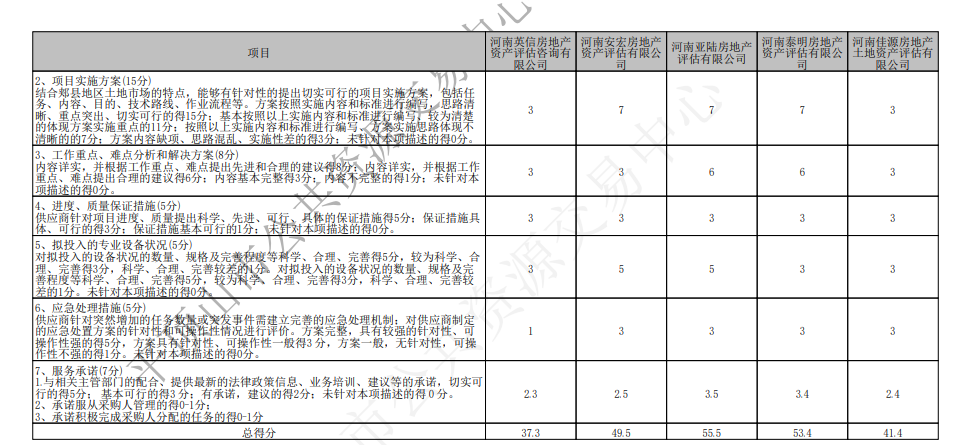 项目
河南英信房地产资产评估咨询有限公司
河南安宏房地产资产评估有限公司
河南亚陆房地产评估有限公司
河南泰明房地产资产评估有限公司
河南佳源房地产土地资产评估有限公司
2、项目实施方案(15分)
结合郏县地区土地市场的特点，能够有针对性的提出切实可行的项目实施方案，包括任
务、内容、目的、技术路线、作业流程等。方案按照实施内容和标准进行编写，思路清
晰、重点突出、切实可行的得15分；基本按照以上实施内容和标准进行编写，较为清楚
的体现方案实施重点的11分；按照以上实施内容和标准进行编写、方案实施思路体现不
清晰的的7分；方案内容缺项、思路混乱、实施性差的得3分；未针对本项描述的得0分。
3 7 7 7 3
3、工作重点、难点分析和解决方案(8分)
内容详实，并根据工作重点、难点提出先进和合理的建议得8分；内容详实，并根据工作
重点、难点提出合理的建议得6分；内容基本完整得3分；内容不完整的得1分；未针对本
项描述的得0分。
3 3 6 6 3
4、进度、质量保证措施(5分)
供应商针对项目进度、质量提出科学、先进、可行、具体的保证措施得5分；保证措施具
体、可行的得3分；保证措施基本可行的1分；未针对本项描述的得0分。
3 3 3 3 3
5、拟投入的专业设备状况(5分)
对拟投入的设备状况的数量、规格及完善程度等科学、合理、完善得5分，较为科学、合
理、完善得3分，科学、合理、完善较差的1分。对拟投入的设备状况的数量、规格及完
善程度等科学、合理、完善得5分，较为科学、合理、完善得3分，科学、合理、完善较
差的1分。未针对本项描述的得0分。
3 5 5 3 3
6、应急处理措施(5分)
供应商针对突然增加的任务数量或突发事件需建立完善的应急处理机制；对供应商制定
的应急处置方案的针对性和可操作性情况进行评价。方案完整，具有较强的针对性、可
操作性强的得5分，方案具有针对性、可操作性一般得3分，方案一般，无针对性，可操
作性不强的得1分。未针对本项描述的得0分。
1 3 3 3 3
7、服务承诺(7分)
1.与相关主管部门的配合、提供最新的法律政策信息、业务培训、建议等的承诺，切实可
行的得5分； 基本可行的得3分；有承诺，建议的得2分；未针对本项描述的得0分。
2、承诺服从采购人管理的得0-1分；
3、承诺积极完成采购人分配的任务的得0-1分
2.3 2.5 3.5 3.4 2.4
总得分 37.3 49.5 55.5 53.4 41.4
平顶山市公共资源交易中心
市公共资源交易中心